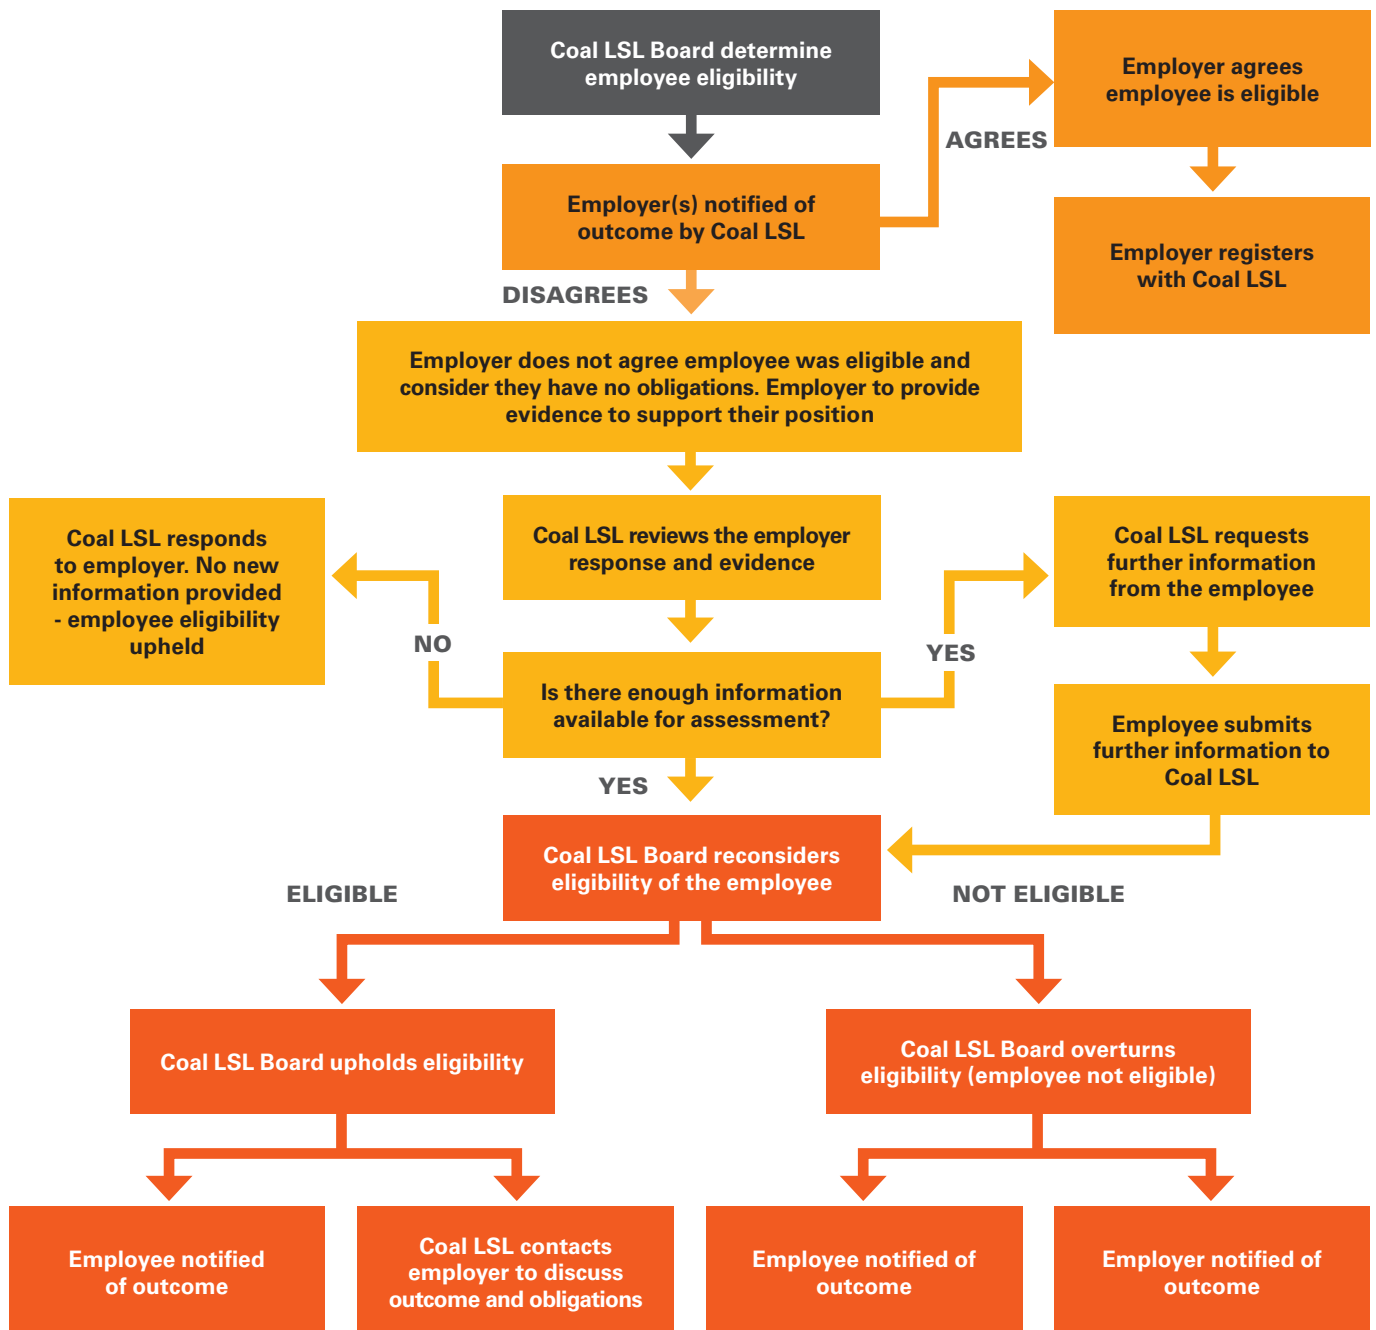 Coal LSL Board determine
employee eligibility
Employer agrees
employee is eligible
AGREES
Employer(s) notified of
outcome by Coal LSL
Employer registers
with Coal LSL
DISAGREES
Employer does not agree employee was eligible and
consider they have no obligations. Employer to provide
evidence to support their position
Coal LSL responds
to employer. No new
information provided
- employee eligibility
upheld
Coal LSL reviews the employer
response and evidence
Coal LSL requests
further information
from the employee
NO
YES
Is there enough information
available for assessment?
Employee submits
further information to
Coal LSL
YES
Coal LSL Board reconsiders
eligibility of the employee
ELIGIBLE
NOT ELIGIBLE
Coal LSL Board upholds eligibility
Coal LSL Board overturns
eligibility (employee not eligible)
Employee notified
of outcome
Coal LSL contacts
employer to discuss
outcome and obligations
Employee notified of
outcome
Employer notified of
outcome